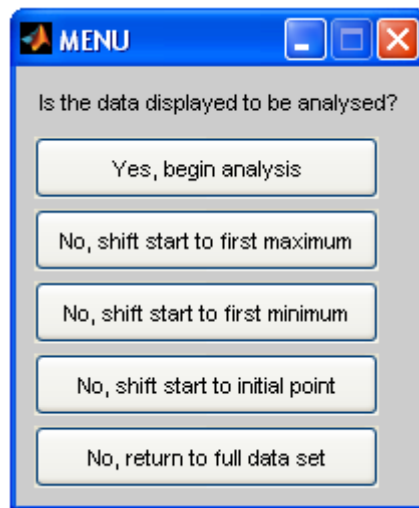 MENU
Is the data displayed to be analysed?
Yes, begin analysis
No, shift start to first maximum
No, shift start to first minimum
No, shift start to initial point
No, return to full data set